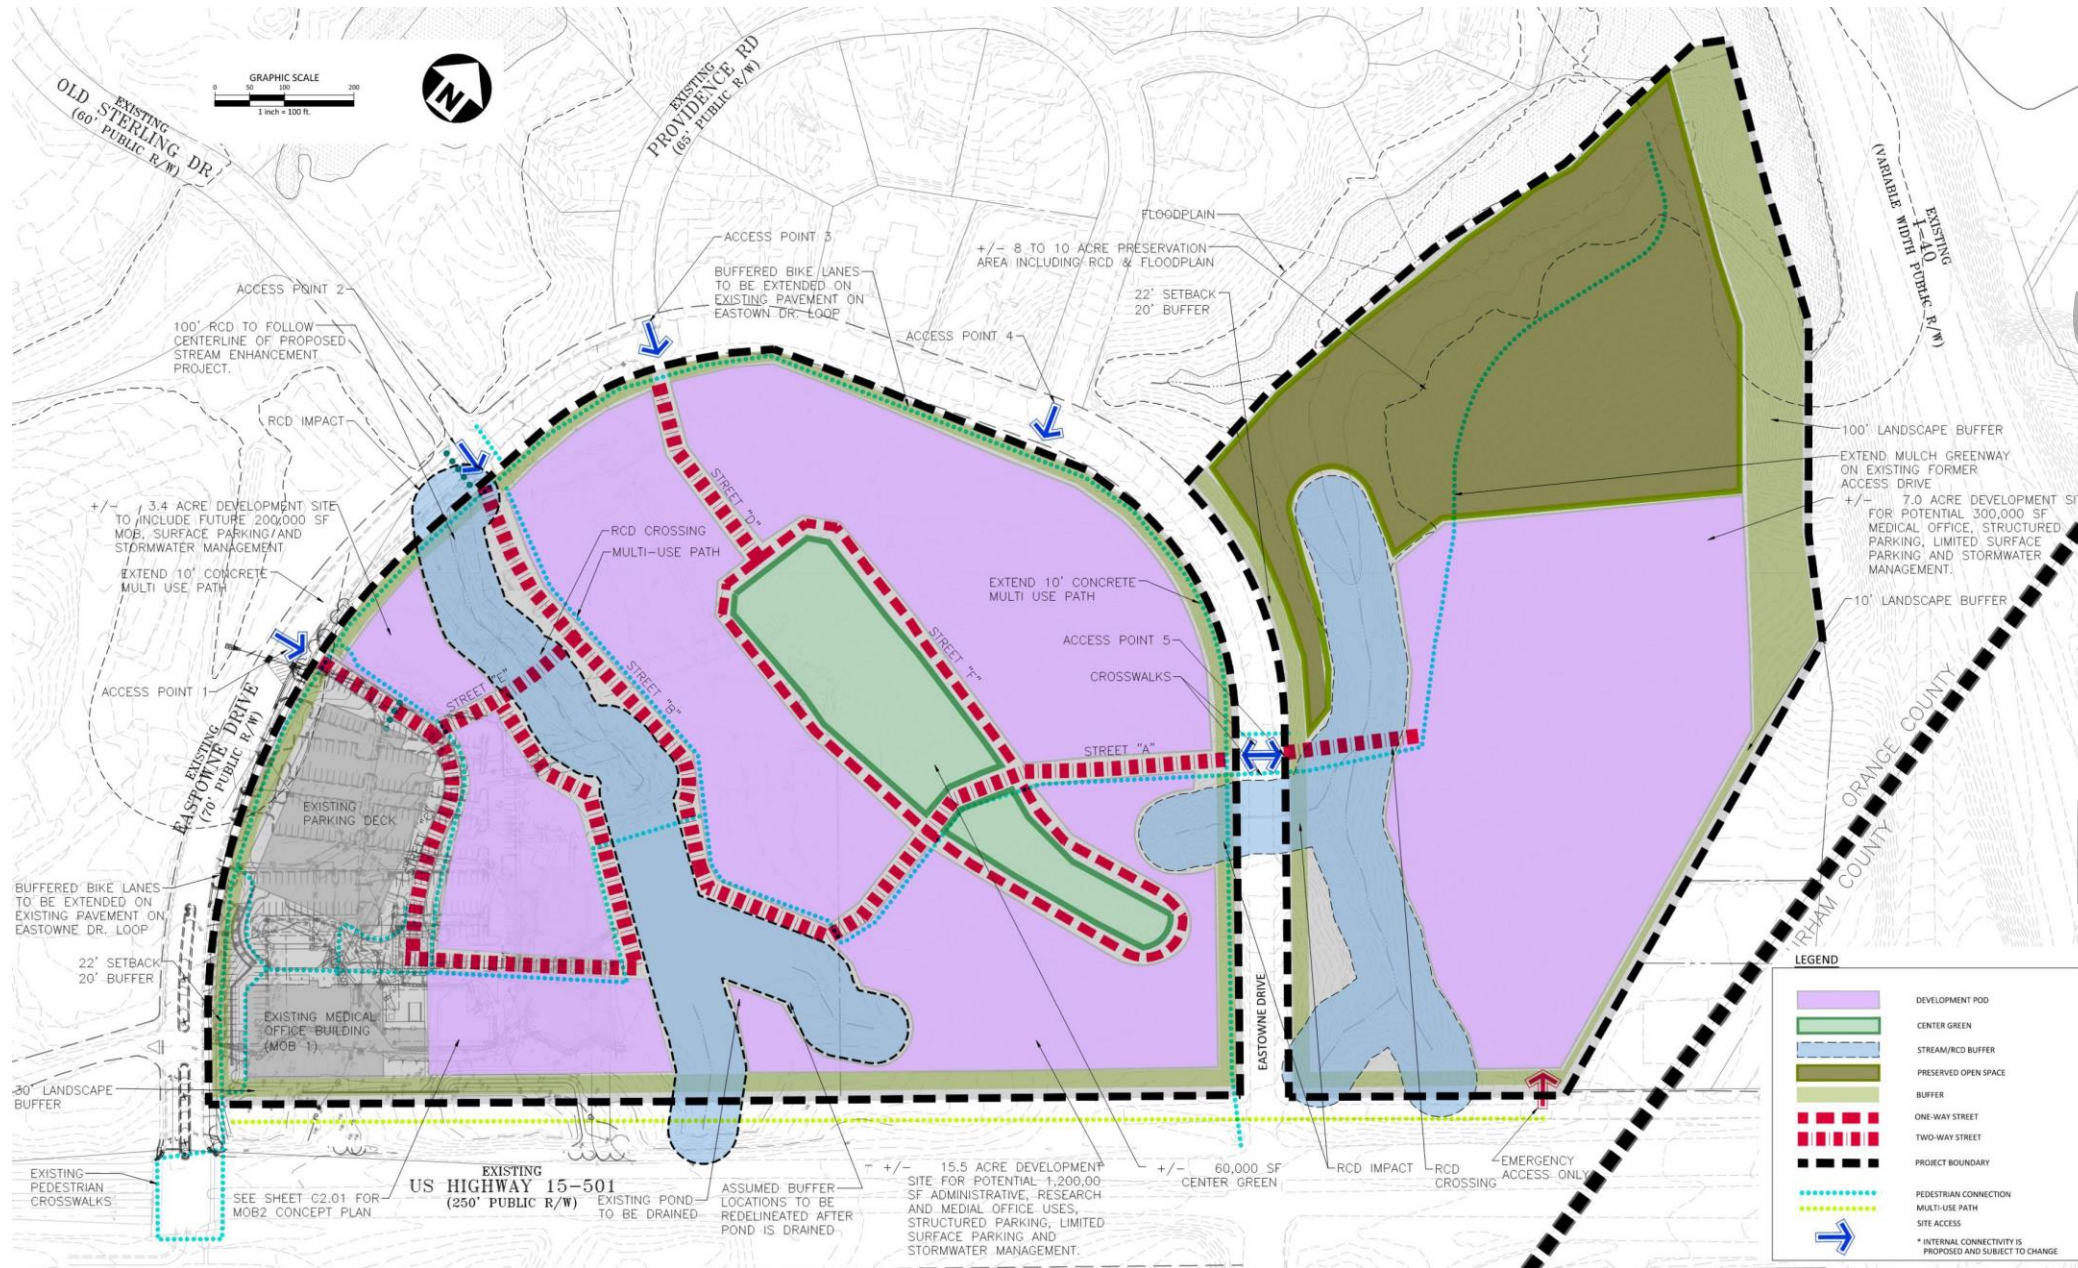 GRAPHIC SCALE
0 50 100 200
1 inch = 100 ft.
N
EXISTING
OLD STERLING DR
(60' PUBLIC R/W)
EXISTING
PROVIDENCE RD
(65' PUBLIC R/W)
ACCESS POINT 3
BUFFERED BIKE LANES
TO BE EXTENDED ON
EXISTING PAVEMENT ON
EASTOWN DR. LOOP
ACCESS POINT 2
100' RCD TO FOLLOW
CENTERLINE OF PROPOSED
STREAM ENHANCEMENT
PROJECT.
RCD IMPACT
+/- 3.4 ACRE DEVELOPMENT SITE
TO INCLUDE FUTURE 200,000 SF
MOB, SURFACE PARKING AND
STORMWATER MANAGEMENT
EXTEND 10' CONCRETE
MULTI USE PATH
ACCESS POINT 1
EXISTING
EASTOWNE DRIVE
(70' PUBLIC R/W)
BUFFERED BIKE LANES
TO BE EXTENDED ON
EXISTING PAVEMENT ON
EASTOWNE DR. LOOP
22' SETBACK
20' BUFFER
30' LANDSCAPE
BUFFER
EXISTING
PEDESTRIAN
CROSSWALKS
FLOODPLAIN
+/- 8 TO 10 ACRE PRESERVATION
AREA INCLUDING RCD & FLOODPLAIN
22' SETBACK
20' BUFFER
ACCESS POINT 4
EXISTING
I-40
(VARIABLE WIDTH PUBLIC R/W)
100' LANDSCAPE BUFFER
EXTEND MULCH GREENWAY
ON EXISTING FORMER
ACCESS DRIVE
+/- 7.0 ACRE DEVELOPMENT SI
FOR POTENTIAL 300,000 SF
MEDICAL OFFICE, STRUCTURED
PARKING, LIMITED SURFACE
PARKING AND STORMWATER
MANAGEMENT.
10' LANDSCAPE BUFFER
ORANGE COUNTY
RHAM COUNTY
STREET "D"
RCD CROSSING
MULTI-USE PATH
STREET "E"
STREET "B"
STREET "F"
STREET "A"
EXTEND 10' CONCRETE
MULTI USE PATH
ACCESS POINT 5
CROSSWALKS
EXISTING
PARKING DECK
EXISTING MEDICAL
OFFICE BUILDING
(MOB 1)
EASTOWNE DRIVE
EXISTING
US HIGHWAY 15-501
(250' PUBLIC R/W)
SEE SHEET C2.01 FOR
MOB2 CONCEPT PLAN
EXISTING POND
TO BE DRAINED
ASSUMED BUFFER
LOCATIONS TO BE
REDELINEATED AFTER
POND IS DRAINED
+/- 15.5 ACRE DEVELOPMENT
SITE FOR POTENTIAL 1,200,00
SF ADMINISTRATIVE, RESEARCH
AND MEDIAL OFFICE USES,
STRUCTURED PARKING, LIMITED
SURFACE PARKING AND
STORMWATER MANAGEMENT.
+/- 60,000 SF
CENTER GREEN
RCD IMPACT
RCD
CROSSING
EMERGENCY
ACCESS ONLY
LEGEND
DEVELOPMENT POD
CENTER GREEN
STREAM/RCD BUFFER
PRESERVED OPEN SPACE
BUFFER
ONE-WAY STREET
TWO-WAY STREET
PROJECT BOUNDARY
PEDESTRIAN CONNECTION
MULTI-USE PATH
SITE ACCESS
* INTERNAL CONNECTIVITY IS
PROPOSED AND SUBJECT TO CHANGE